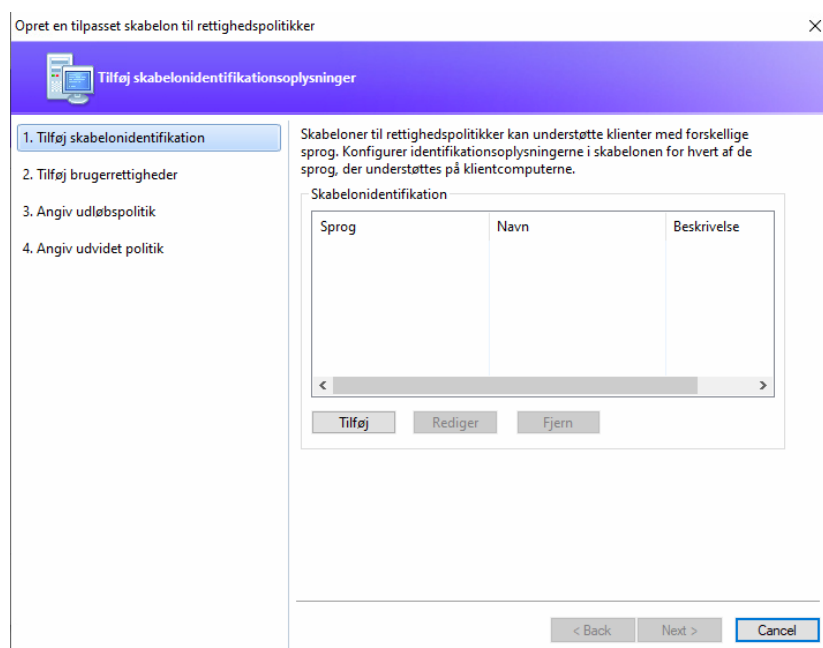 Opret en tilpasset skabelon til rettighedspolitikker
Tilføj skabelonidentifikationsoplysninger
1. Tilføj skabelonidentifikation
2. Tilføj brugerrettigheder
3. Angiv udløbspolitik
4. Angiv udvidet politik
Skabeloner til rettighedspolitikker kan understøtte klienter med forskellige
sprog. Konfigurer identifikationsoplysningerne i skabelonen for hvert af de
sprog, der understøttes på klientcomputerne.
Skabelonidentifikation
Sprog Navn Beskrivelse
Tilføj Rediger Fjern
< Back Next > Cancel